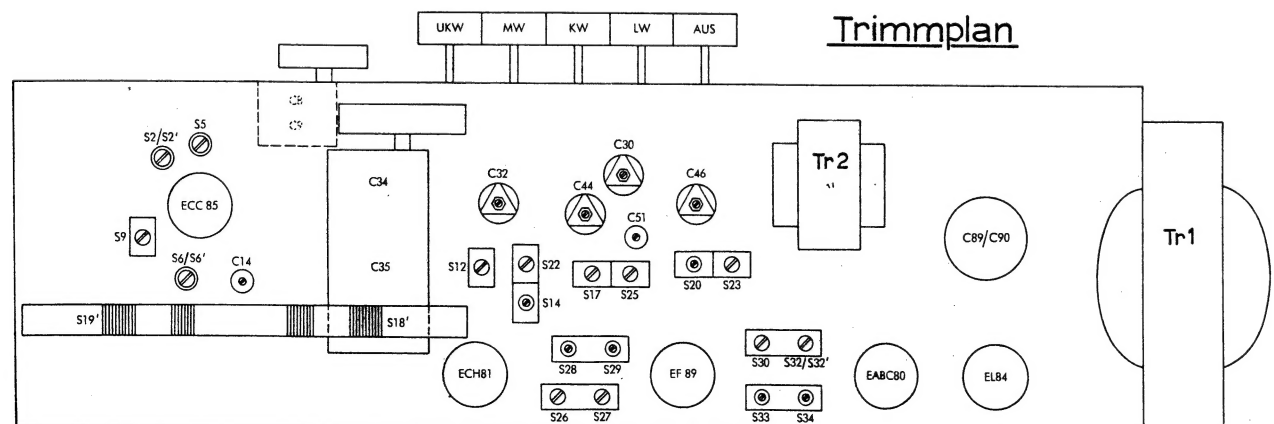 UKW MW KW LW AUS
Trimmplan
C8
C9
S2/S2' S5
C34
C30
C32
C44
C46
Tr2
ECC 85
C51
S9
C89/C90
Tr1
S6/S6' C14
C35
S12
S22
S17 S25
S20 S23
S14
S19'
S18'
ECH81
S28 S29
EF 89
S30 S32/S32'
EABC80
EL84
S26 S27
S33 S34